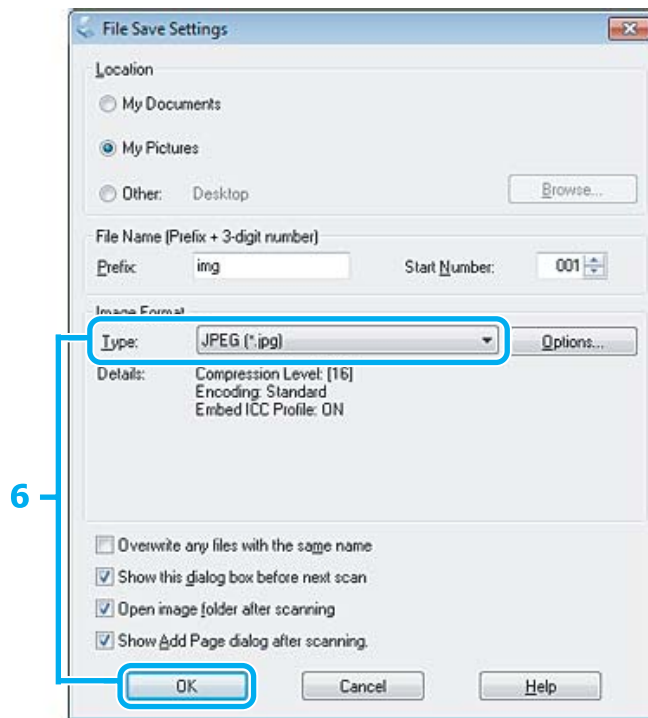 File Save Settings
Location
My Documents
My Pictures
Other: Desktop Browse...
File Name (Prefix + 3-digit number)
Prefix: img Start Number: 001
Image Format
Type: JPEG (*.jpg) Options...
Details: Compression Level: [16]
Encoding: Standard
Embed ICC Profile: ON
6
Overwrite any files with the same name
Show this dialog box before next scan
Open image folder after scanning
Show Add Page dialog after scanning.
OK Cancel Help